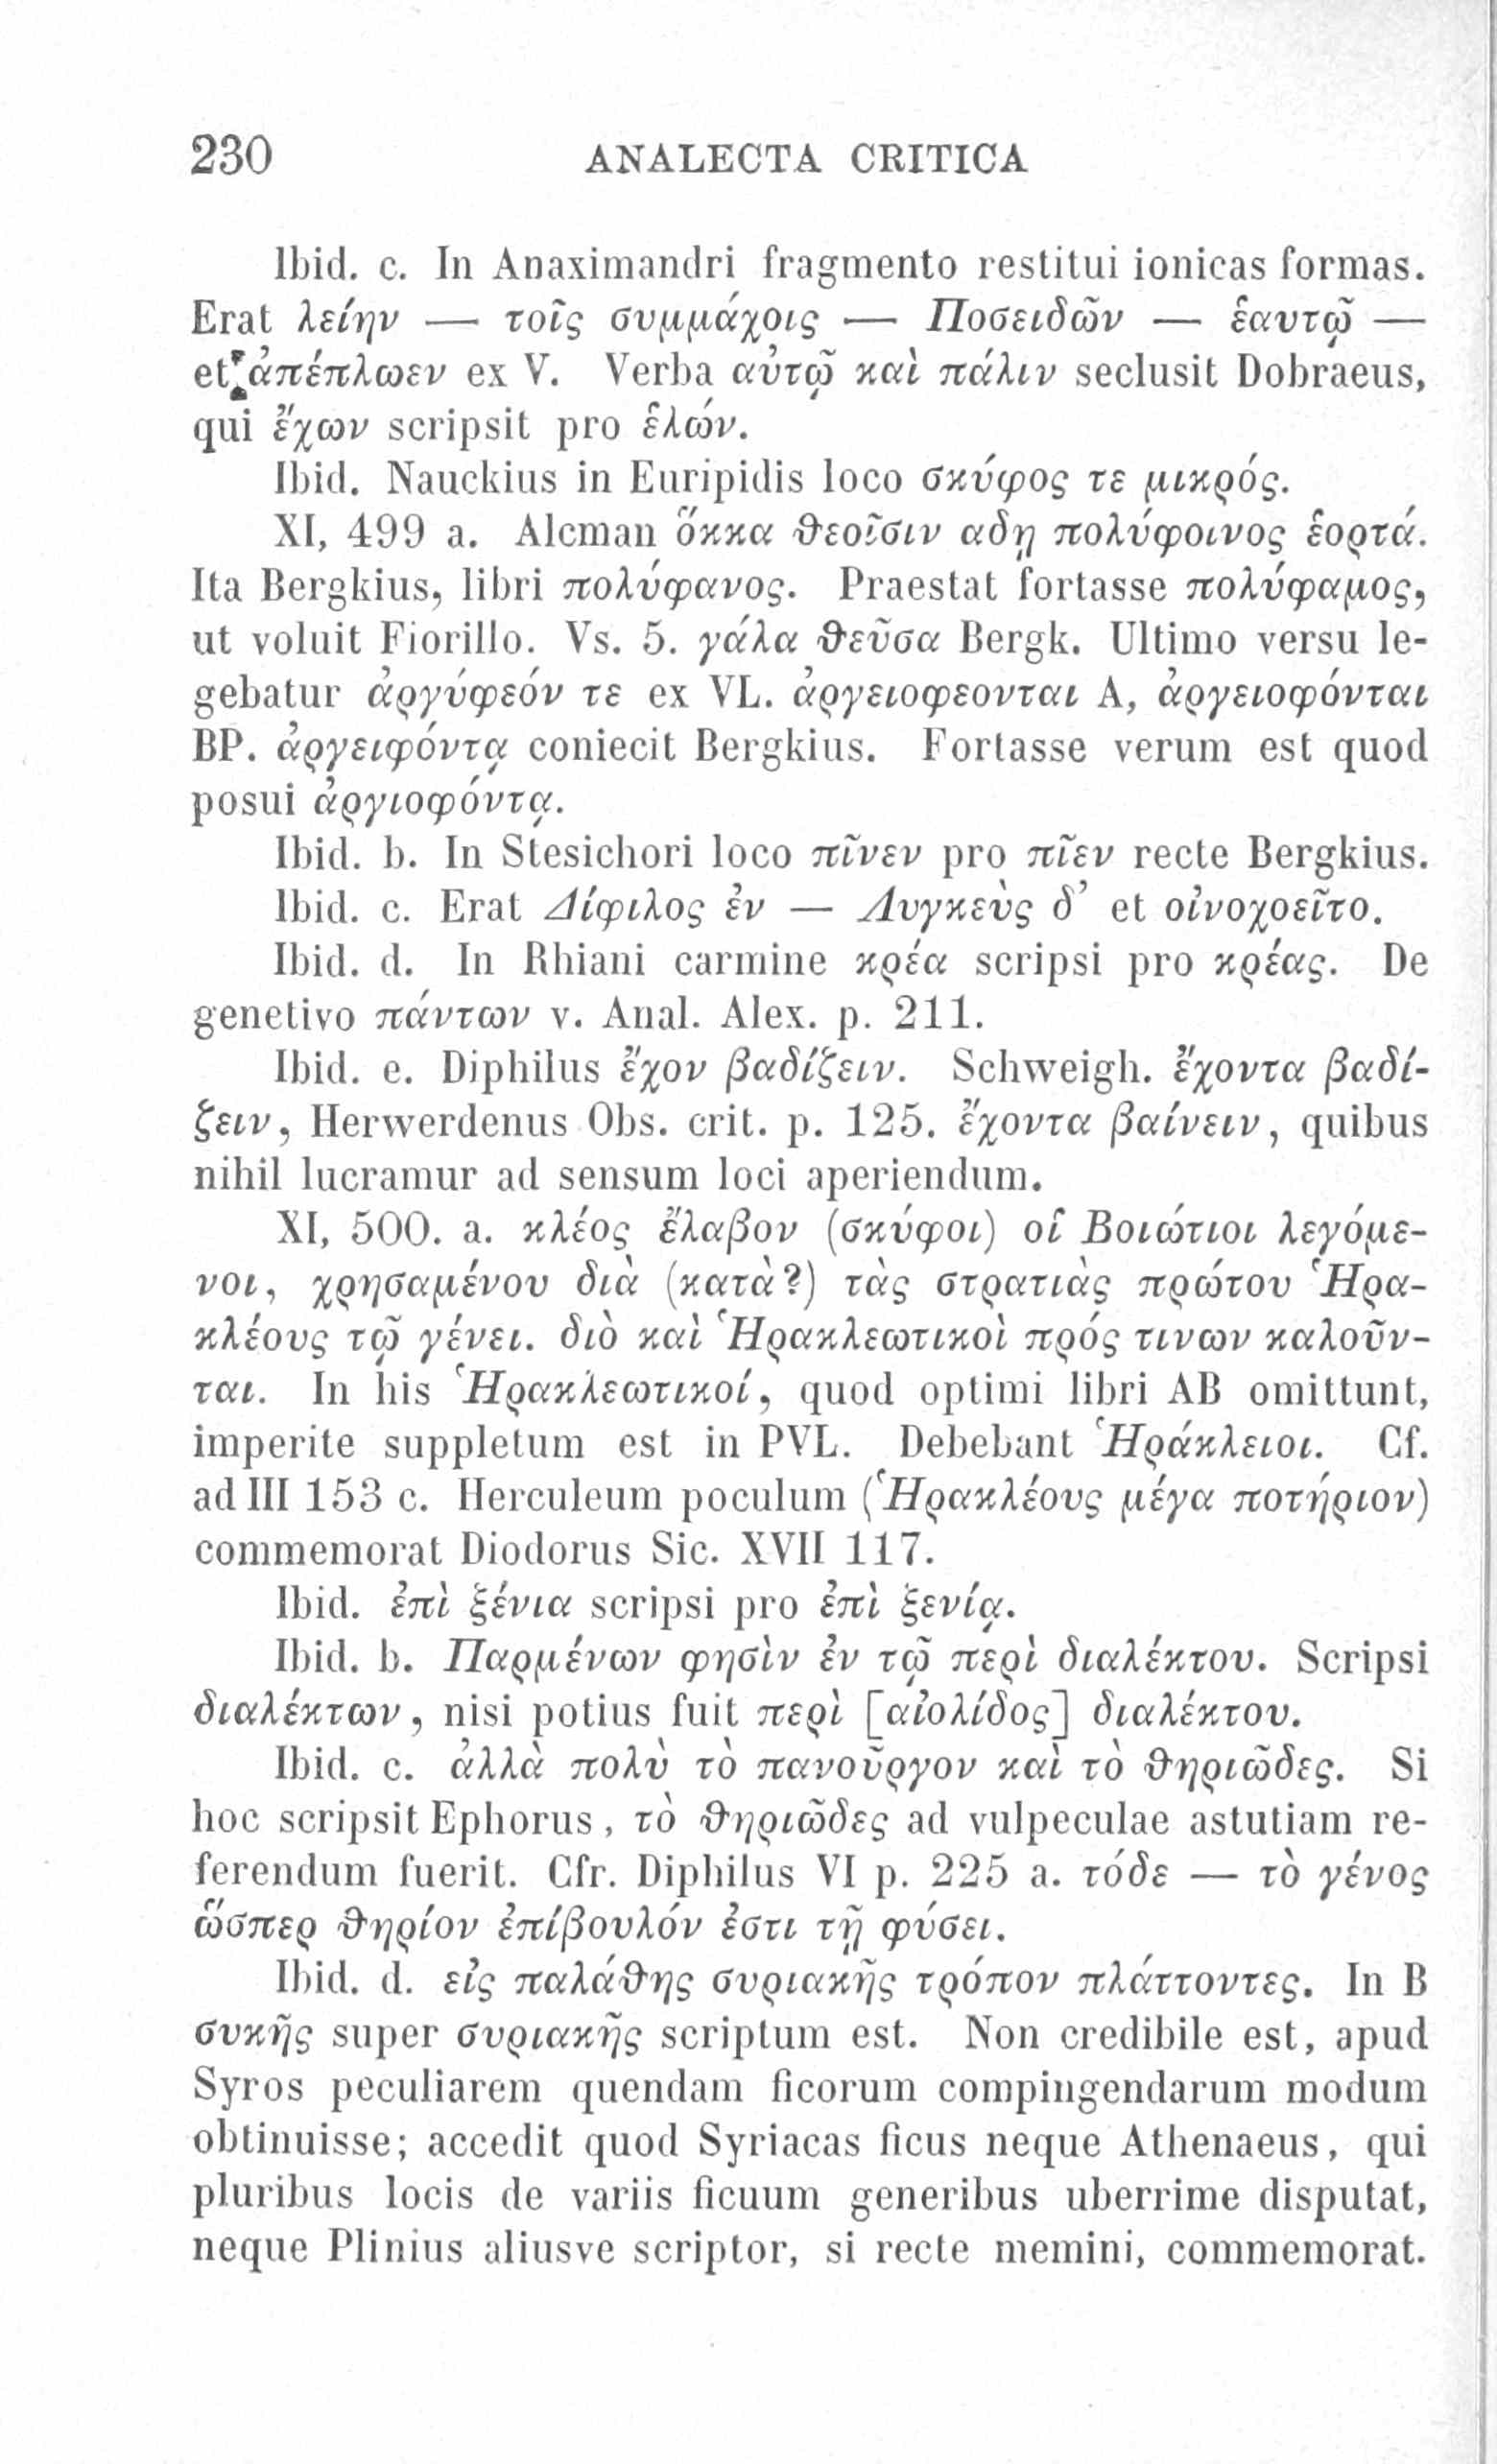 230 ANALECTA CRITICA
Ibid. c. In Anaximandri fragmento restitui ionicas formas.
Erat λείην — τοῖς συμμάχοις — Ποσειδῶν — ἑαυτῷ —
et ἀπέπλωεν ex V. Verba αὐτῷ καὶ πάλιν seclusit Dobraeus,
qui ἔχων scripsit pro ἑλών.
Ibid. Nauckius in Euripidis loco σκύφος τε μικρός.
XI, 499 a. Alcman ὅκκα θεοῖσιν αδῃ πολύφοινος ἑορτά.
Ita Bergkius, libri πολύφανος. Praestat fortasse πολύφαμος,
ut voluit Fiorillo. Vs. 5. γάλα θεῦσα Bergk. Ultimo versu le-
gebatur ἀργύφεόν τε ex VL. ἀργειοφεονται A, ἀργειοφόνται
BP. ἀργειφόντᾳ coniecit Bergkius. Fortasse verum est quod
posui ἀργιοφόντᾳ.
Ibid. b. In Stesichori loco πῖνεν pro πῖεν recte Bergkius.
Ibid. c. Erat Δίφιλος ἐν — Λυγκεὺς δ’ et οἰνοχοεῖτο.
Ibid. d. In Rhiani carmine κρέα scripsi pro κρέας. De
genetivo πάντων v. Anal. Alex. p. 211.
Ibid. e. Diphilus ἔχον βαδίζειν. Schweigh. ἔχοντα βαδί-
ζειν, Herwerdenus Obs. crit. p. 125. ἔχοντα βαίνειν, quibus
nihil lucramur ad sensum loci aperiendum.
XI, 500. a. κλέος ἔλαβον (σκύφοι) οἱ Βοιώτιοι λεγόμε-
νοι, χρησαμένου διὰ (κατὰ?) τὰς στρατιὰς πρώτου Ἡρα-
κλέους τῷ γένει. διὸ καὶ Ἡρακλεωτικοὶ πρός τινων καλοῦν-
ται. In his Ἡρακλεωτικοί, quod optimi libri AB omittunt,
imperite suppletum est in PVL. Debebant Ἡράκλειοι. Cf.
ad III 153 c. Herculeum poculum (Ἡρακλέους μέγα ποτήριον)
commemorat Diodorus Sic. XVII 117.
Ibid. ἐπὶ ξένια scripsi pro ἐπὶ ξενίᾳ.
Ibid. b. Παρμένων φησὶν ἐν τῷ περὶ διαλέκτου. Scripsi
διαλέκτων, nisi potius fuit περὶ [αἰολίδος] διαλέκτου.
Ibid. c. ἀλλὰ πολὺ τὸ πανοῦργον καὶ τὸ θηριῶδες. Si
hoc scripsit Ephorus, τὸ θηριῶδες ad vulpeculae astutiam re-
ferendum fuerit. Cfr. Diphilus VI p. 225 a. τόδε — τὸ γένος
ὥσπερ θηρίον ἐπίβουλόν ἐστι τῇ φύσει.
Ibid. d. εἰς παλάθης συριακῆς τρόπον πλάττοντες. In B
συκῆς super συριακῆς scriptum est. Non credibile est, apud
Syros peculiarem quendam ficorum compingendarum modum
obtinuisse; accedit quod Syriacas ficus neque Athenaeus, qui
pluribus locis de variis ficuum generibus uberrime disputat,
neque Plinius aliusve scriptor, si recte memini, commemorat.